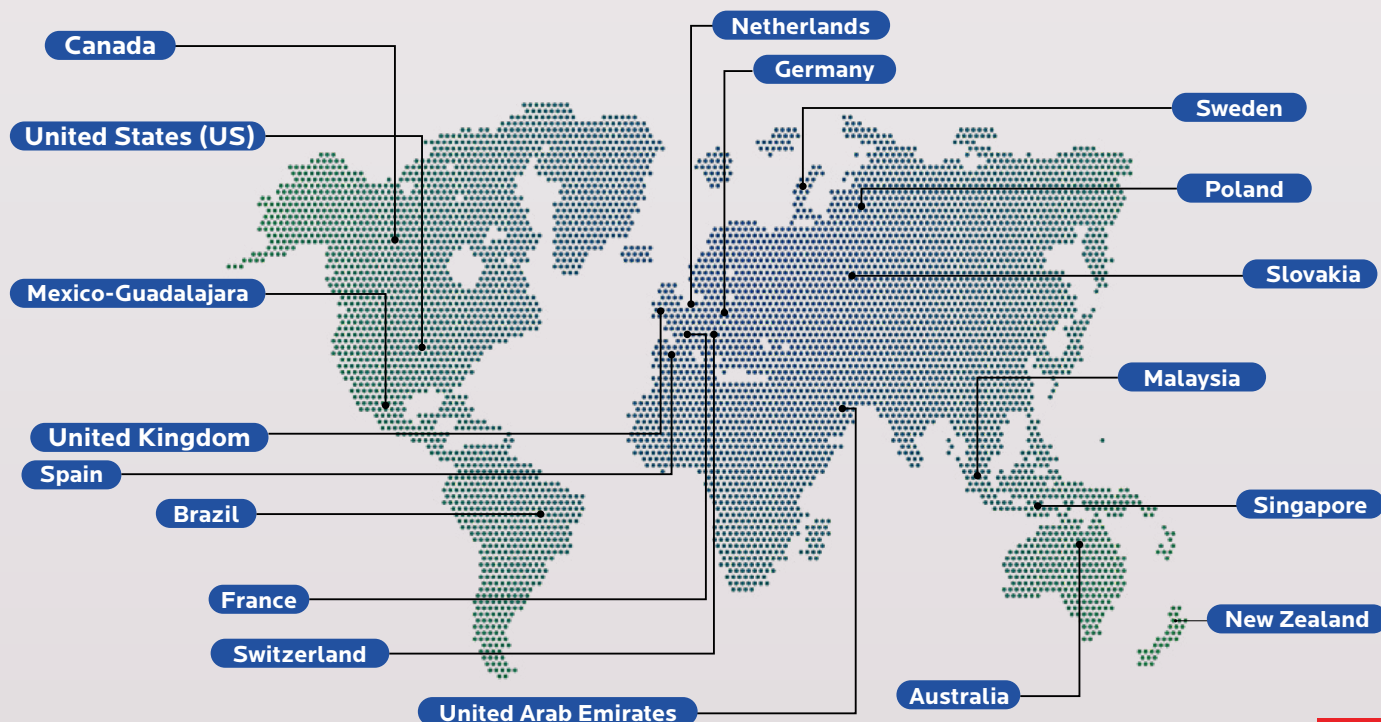 Netherlands
Canada
Germany
Sweden
United States (US)
Poland
Slovakia
Mexico-Guadalajara
Malaysia
United Kingdom
Spain
Singapore
Brazil
France
New Zealand
Switzerland
Australia
United Arab Emirates